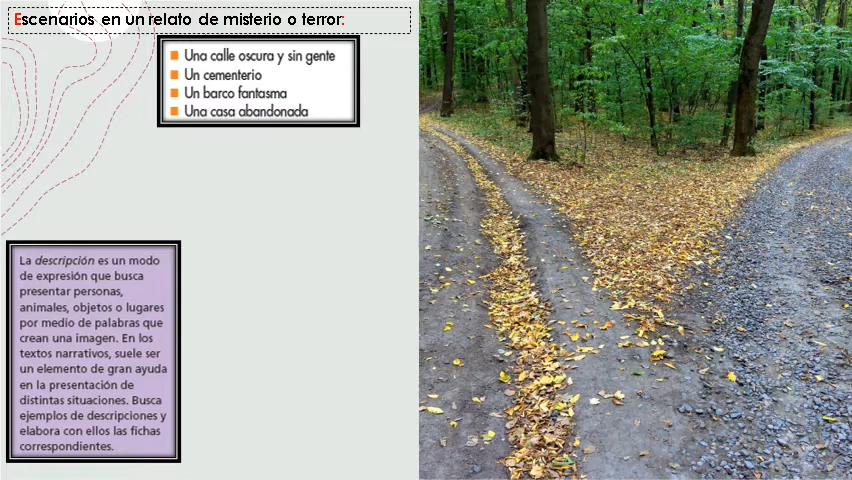 Escenarios en un relato de misterio o terror:
Una calle oscura y sin gente
Un cementerio
Un barco fantasma
Una casa abandonada
La descripción es un modo
de expresión que busca
presentar personas,
animales, objetos o lugares
por medio de palabras que
crean una imagen. En los
textos narrativos, suele ser
un elemento de gran ayuda
en la presentación de
distintas situaciones. Busca
ejemplos de descripciones y
elabora con ellos las fichas
correspondientes.